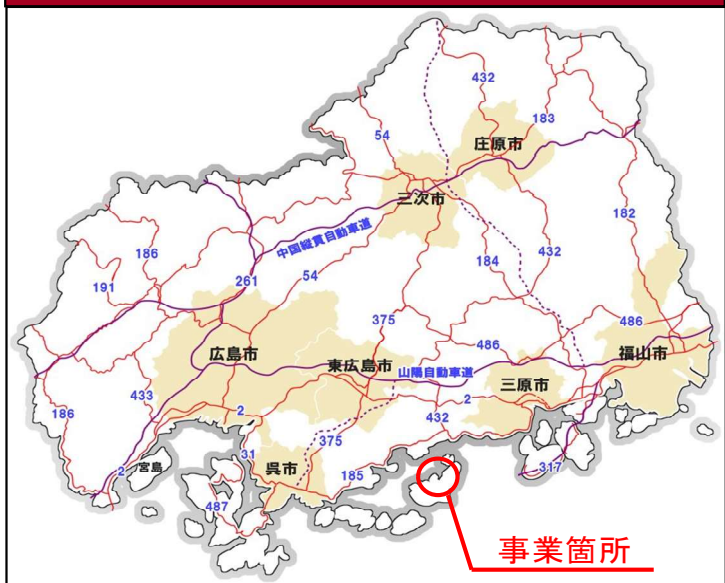 432
54
183
庄原市
三次市
182
中国縦貫自動車道
186
432
184
191
261
54
375
486
486
広島市
東広島市
山陽自動車道
福山市
三原市
433
186
2
2
432
375
31
呉市
185
2
宮島
317
487
事業箇所